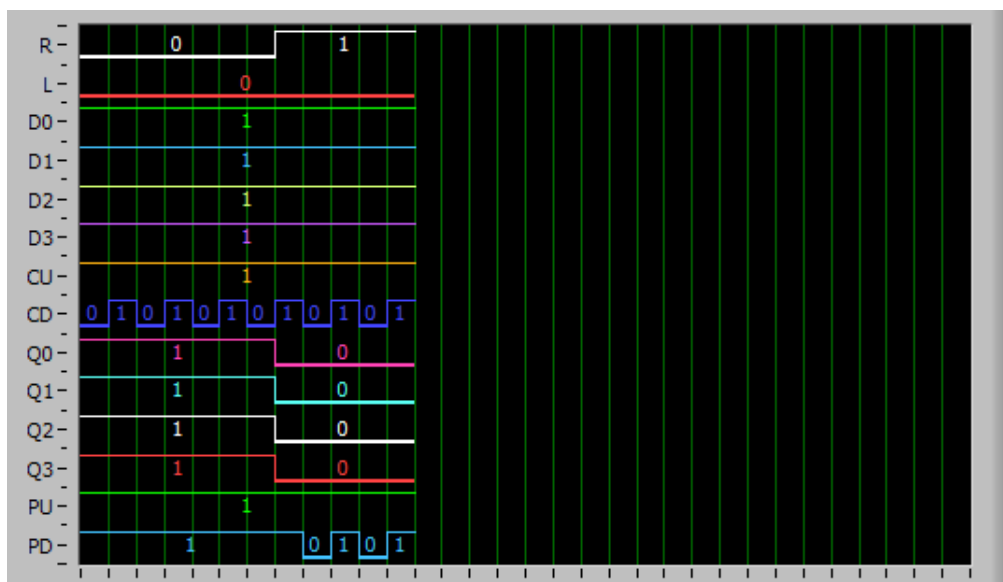 R 0 1
L 0
D0 1
D1 1
D2 1
D3 1
CU 1
CD 0 1 0 1 0 1 0 1 0 1 0 1
Q0 1 0
Q1 1 0
Q2 1 0
Q3 1 0
PU 1
PD 1 0 1 0 1